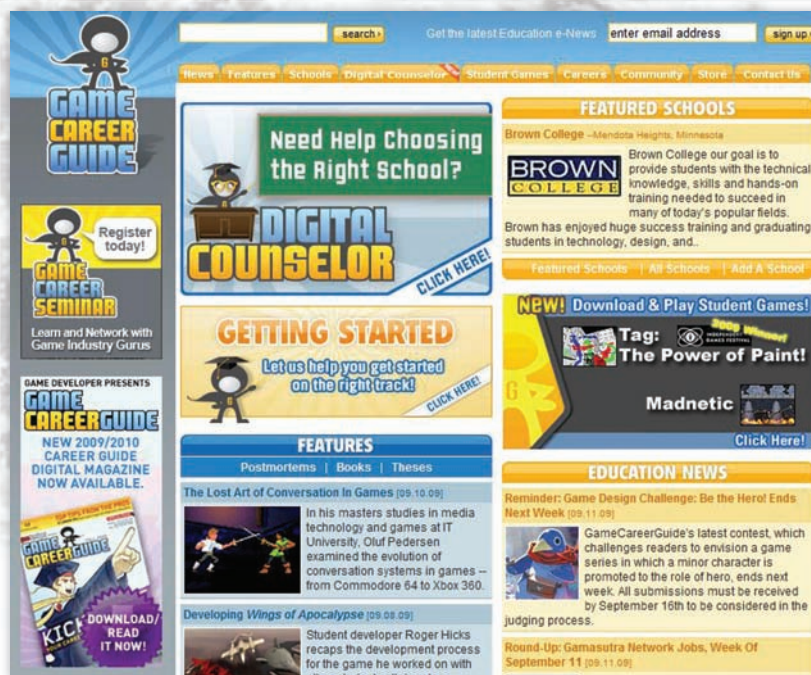 search
Get the latest Education e-News
enter email address
sign up
News
Features
Schools
Digital Counselor
Student Games
Careers
Community
Store
Contact Us
G
GAME
CAREER
GUIDE
Register
today!
GAME
CAREER
SEMINAR
Learn and Network with
Game Industry Gurus
GAME DEVELOPER PRESENTS
GAME
CAREERGUIDE
NEW 2009/2010
CAREER GUIDE
DIGITAL MAGAZINE
NOW AVAILABLE.
TOP TIPS FROM THE PROS
GAME
CAREERGUIDE
KICK
DOWNLOAD/
READ
IT NOW!
Need Help Choosing
the Right School?
DIGITAL
COUNSELOR
CLICK HERE!
GETTING STARTED
Let us help you get started
on the right track!
CLICK HERE!
FEATURES
Postmortems | Books | Theses
The Lost Art of Conversation In Games [09.10.09]
In his masters studies in media
technology and games at IT
University, Oluf Pedersen
examined the evolution of
conversation systems in games –
from Commodore 64 to Xbox 360.
Developing Wings of Apocalypse [09.08.09]
Student developer Roger Hicks
recaps the development process
for the game he worked on with
FEATURED SCHOOLS
Brown College --Mendota Heights, Minnesota
BROWN
COLLEGE
Brown College our goal is to
provide students with the technical
knowledge, skills and hands-on
training needed to succeed in
many of today's popular fields.
Brown has enjoyed huge success training and graduating
students in technology, design, and..
Featured Schools | All Schools | Add A School
NEW! Download & Play Student Games!
Tag:
INDEPENDENT
GAMES FESTIVAL
2009 Winner!
The Power of Paint!
Madnetic
Click Here!
EDUCATION NEWS
Reminder: Game Design Challenge: Be the Hero! Ends
Next Week [09.11.09]
GameCareerGuide's latest contest, which
challenges readers to envision a game
series in which a minor character is
promoted to the role of hero, ends next
week. All submissions must be received
by September 16th to be considered in the
judging process.
Round-Up: Gamasutra Network Jobs, Week Of
September 11 [09.11.09]